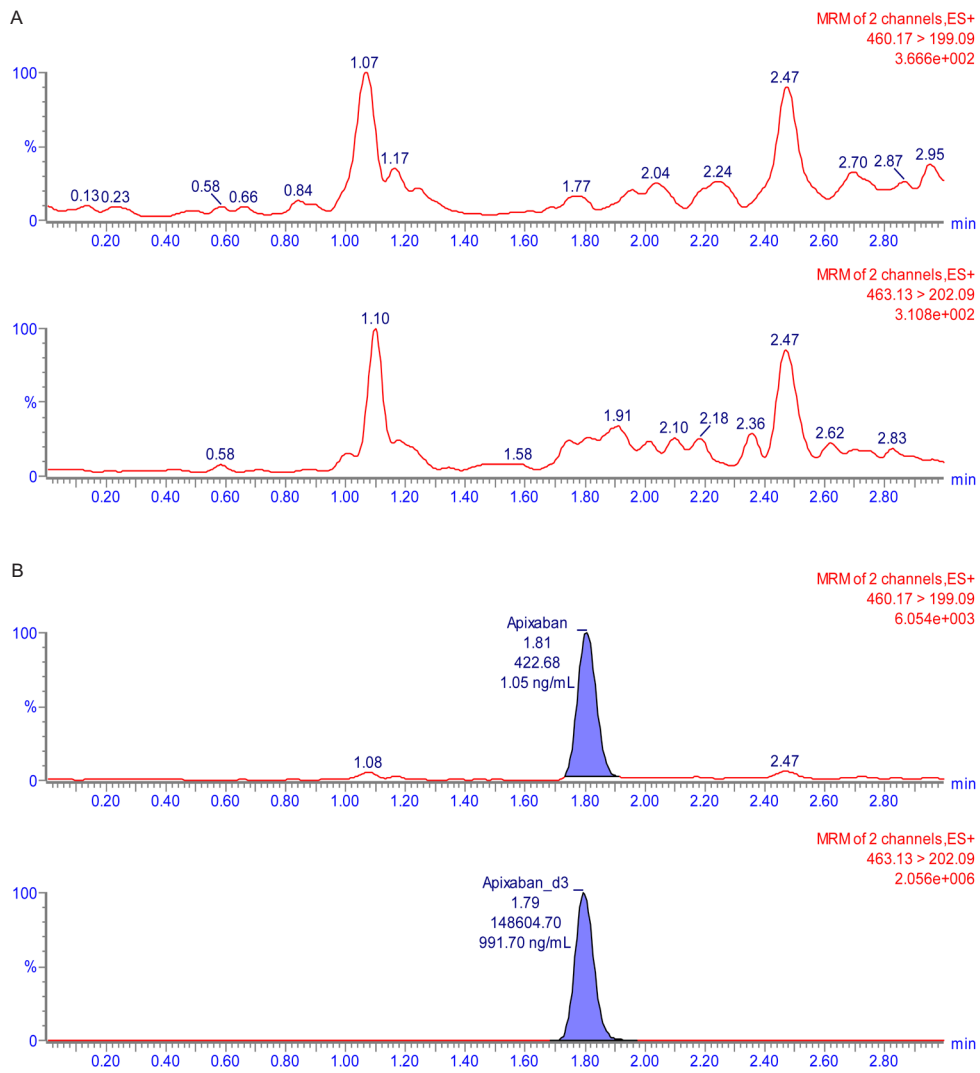 A
MRM of 2 channels,ES+
460.17 > 199.09
3.666e+002
100
%
0
1.07
2.47
1.17
0.13
0.23
0.58
0.66
0.84
1.77
2.04
2.24
2.70
2.87
2.95
0.20 0.40 0.60 0.80 1.00 1.20 1.40 1.60 1.80 2.00 2.20 2.40 2.60 2.80 min
MRM of 2 channels,ES+
463.13 > 202.09
3.108e+002
100
%
0
1.10
2.47
0.58
1.58
1.91
2.10
2.18
2.36
2.62
2.83
0.20 0.40 0.60 0.80 1.00 1.20 1.40 1.60 1.80 2.00 2.20 2.40 2.60 2.80 min
B
MRM of 2 channels,ES+
460.17 > 199.09
6.054e+003
100
%
0
Apixaban
1.81
422.68
1.05 ng/mL
1.08
2.47
0.20 0.40 0.60 0.80 1.00 1.20 1.40 1.60 1.80 2.00 2.20 2.40 2.60 2.80 min
MRM of 2 channels,ES+
463.13 > 202.09
2.056e+006
100
%
0
Apixaban_d3
1.79
148604.70
991.70 ng/mL
0.20 0.40 0.60 0.80 1.00 1.20 1.40 1.60 1.80 2.00 2.20 2.40 2.60 2.80 min